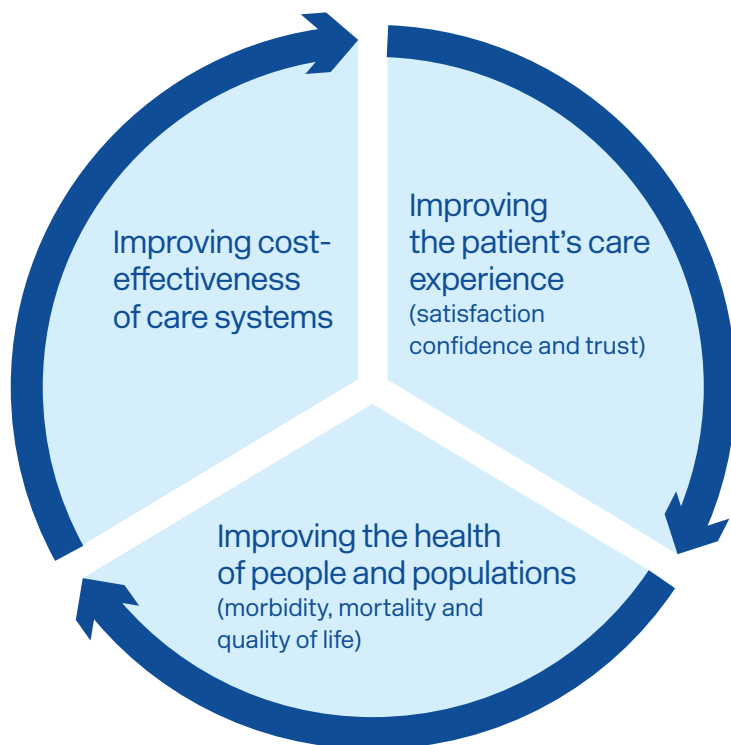 Improving cost-
effectiveness
of care systems
Improving
the patient's care
experience
(satisfaction
confidence and trust)
Improving the health
of people and populations
(morbidity, mortality and
quality of life)